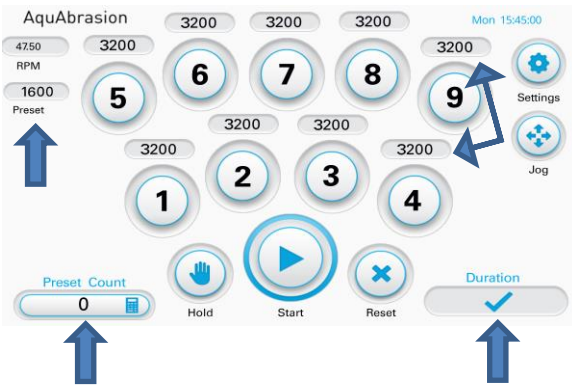 AquAbrasion
Mon 15:45:00
47.50
RPM
1600
Preset
3200
3200
3200
3200
3200
5
6
7
8
9
Settings
3200
3200
3200
3200
1
2
3
4
Jog
Preset Count
0
Hold
Start
Reset
Duration